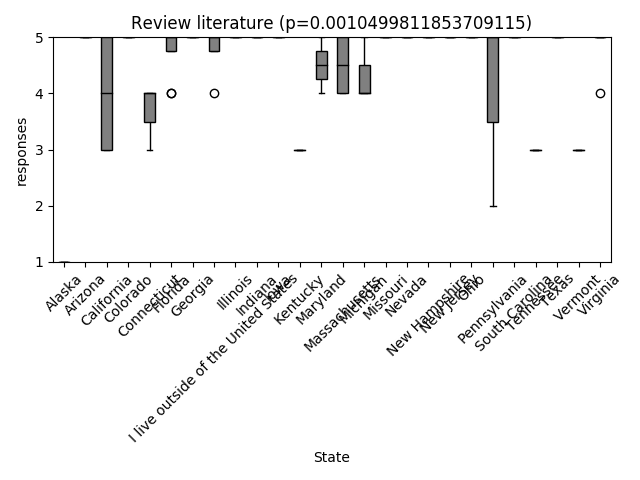 Review literature (p=0.0010499811853709115)
responses
5
4
3
2
1
Alaska
Arizona
California
Colorado
Connecticut
Florida
Georgia
I live outside of the United States
Illinois
Indiana
Iowa
Kentucky
Maryland
Massachusetts
Michigan
Missouri
Nevada
New Hampshire
New Jersey
Ohio
Pennsylvania
South Carolina
Tennessee
Texas
Vermont
Virginia
State